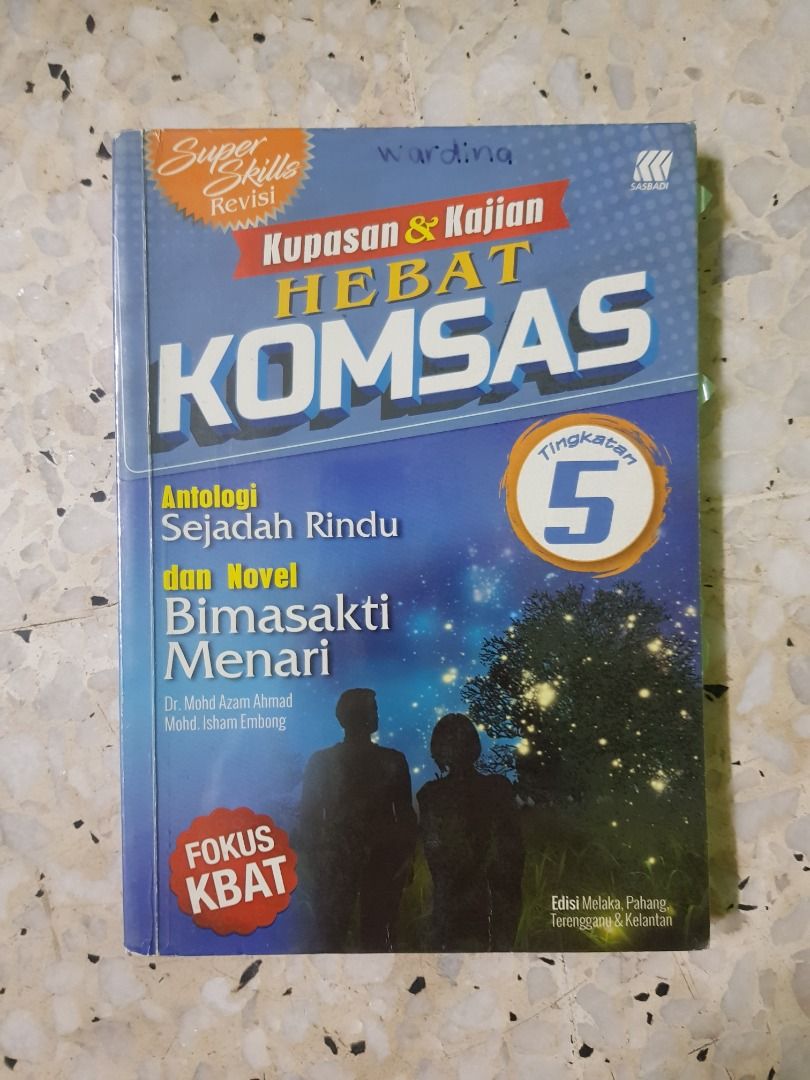 Super
Skills
Revisi
wardina
SASBADI
Kupasan & Kajian
HEBAT
KOMSAS
Tingkatan
5
Antologi
Sejadah Rindu
dan Novel
Bimasakti
Menari
Dr. Mohd Azam Ahmad
Mohd. Isham Embong
FOKUS
KBAT
Edisi Melaka, Pahang,
Terengganu & Kelantan